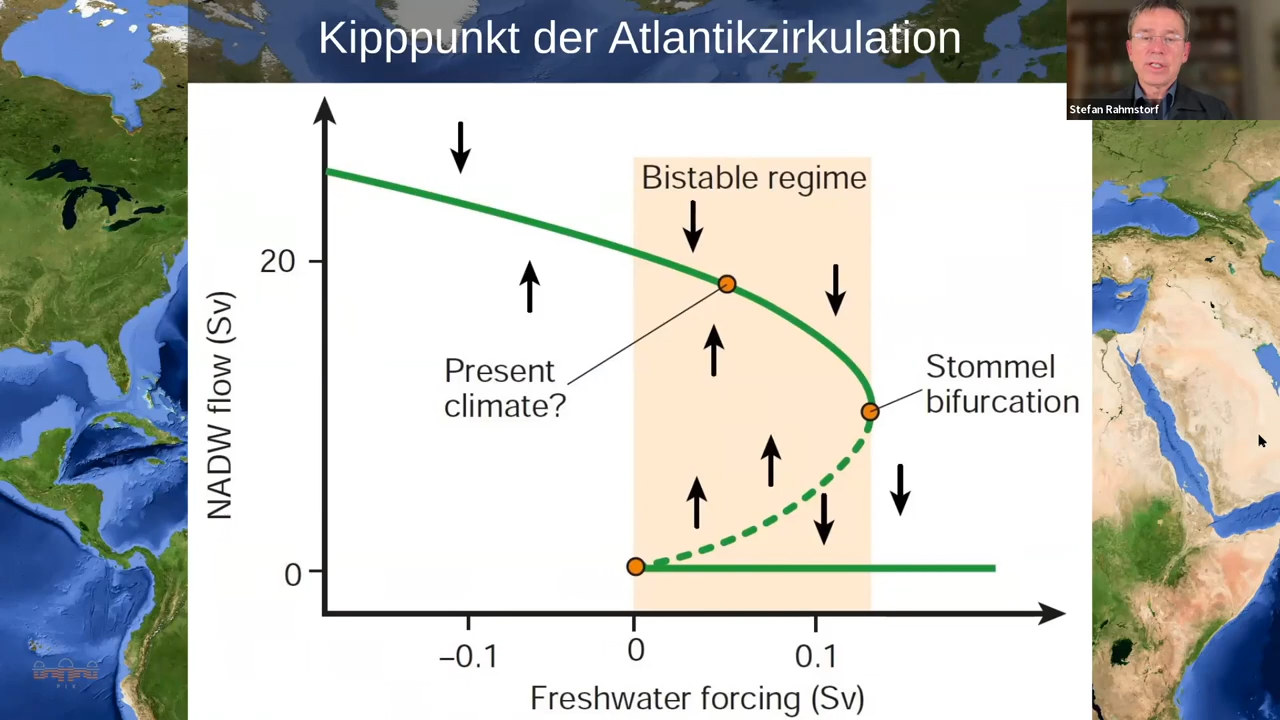 Kipppunkt der Atlantikzirkulation
Stefan Rahmstorf
Bistable regime
20
Present
climate?
Stommel
bifurcation
NADW flow (Sv)
0
–0.1
0
0.1
Freshwater forcing (Sv)
PIK